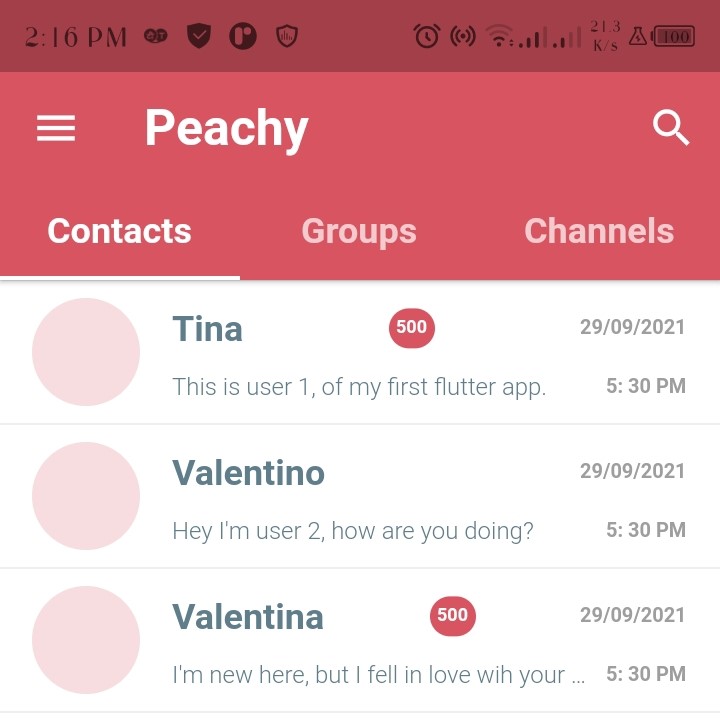 2:16 PM 21.3 K/s 100
Peachy
Contacts Groups Channels
Tina 500 29/09/2021
This is user 1, of my first flutter app. 5: 30 PM
Valentino 29/09/2021
Hey I'm user 2, how are you doing? 5: 30 PM
Valentina 500 29/09/2021
I'm new here, but I fell in love wih your ... 5: 30 PM